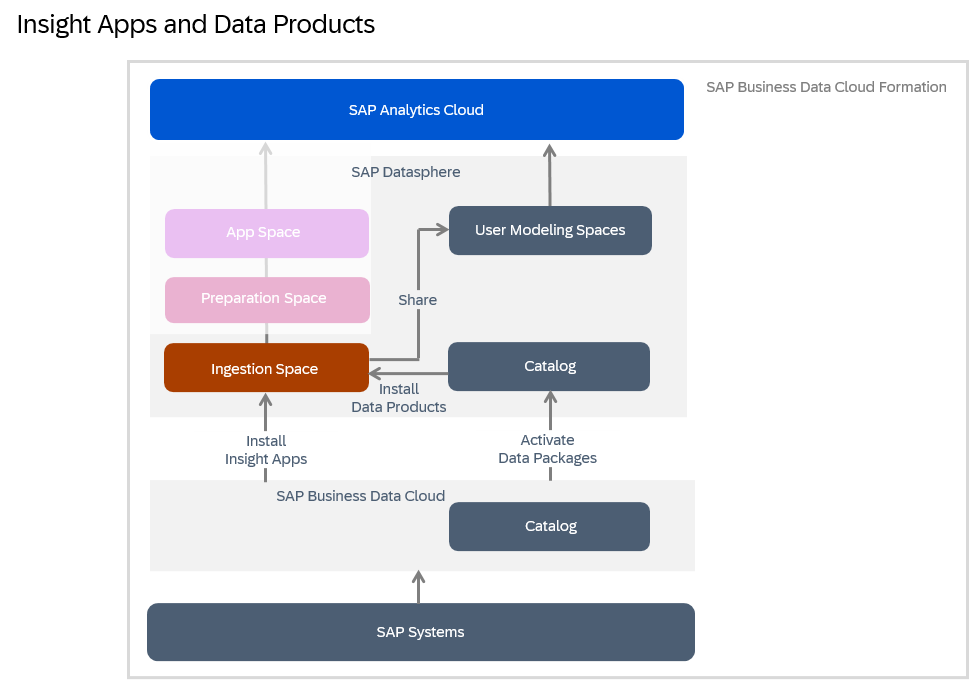 Insight Apps and Data Products
SAP Business Data Cloud Formation
SAP Analytics Cloud
SAP Datasphere
App Space
User Modeling Spaces
Preparation Space
Share
Ingestion Space
Catalog
Install
Data Products
Install
Insight Apps
Activate
Data Packages
SAP Business Data Cloud
Catalog
SAP Systems